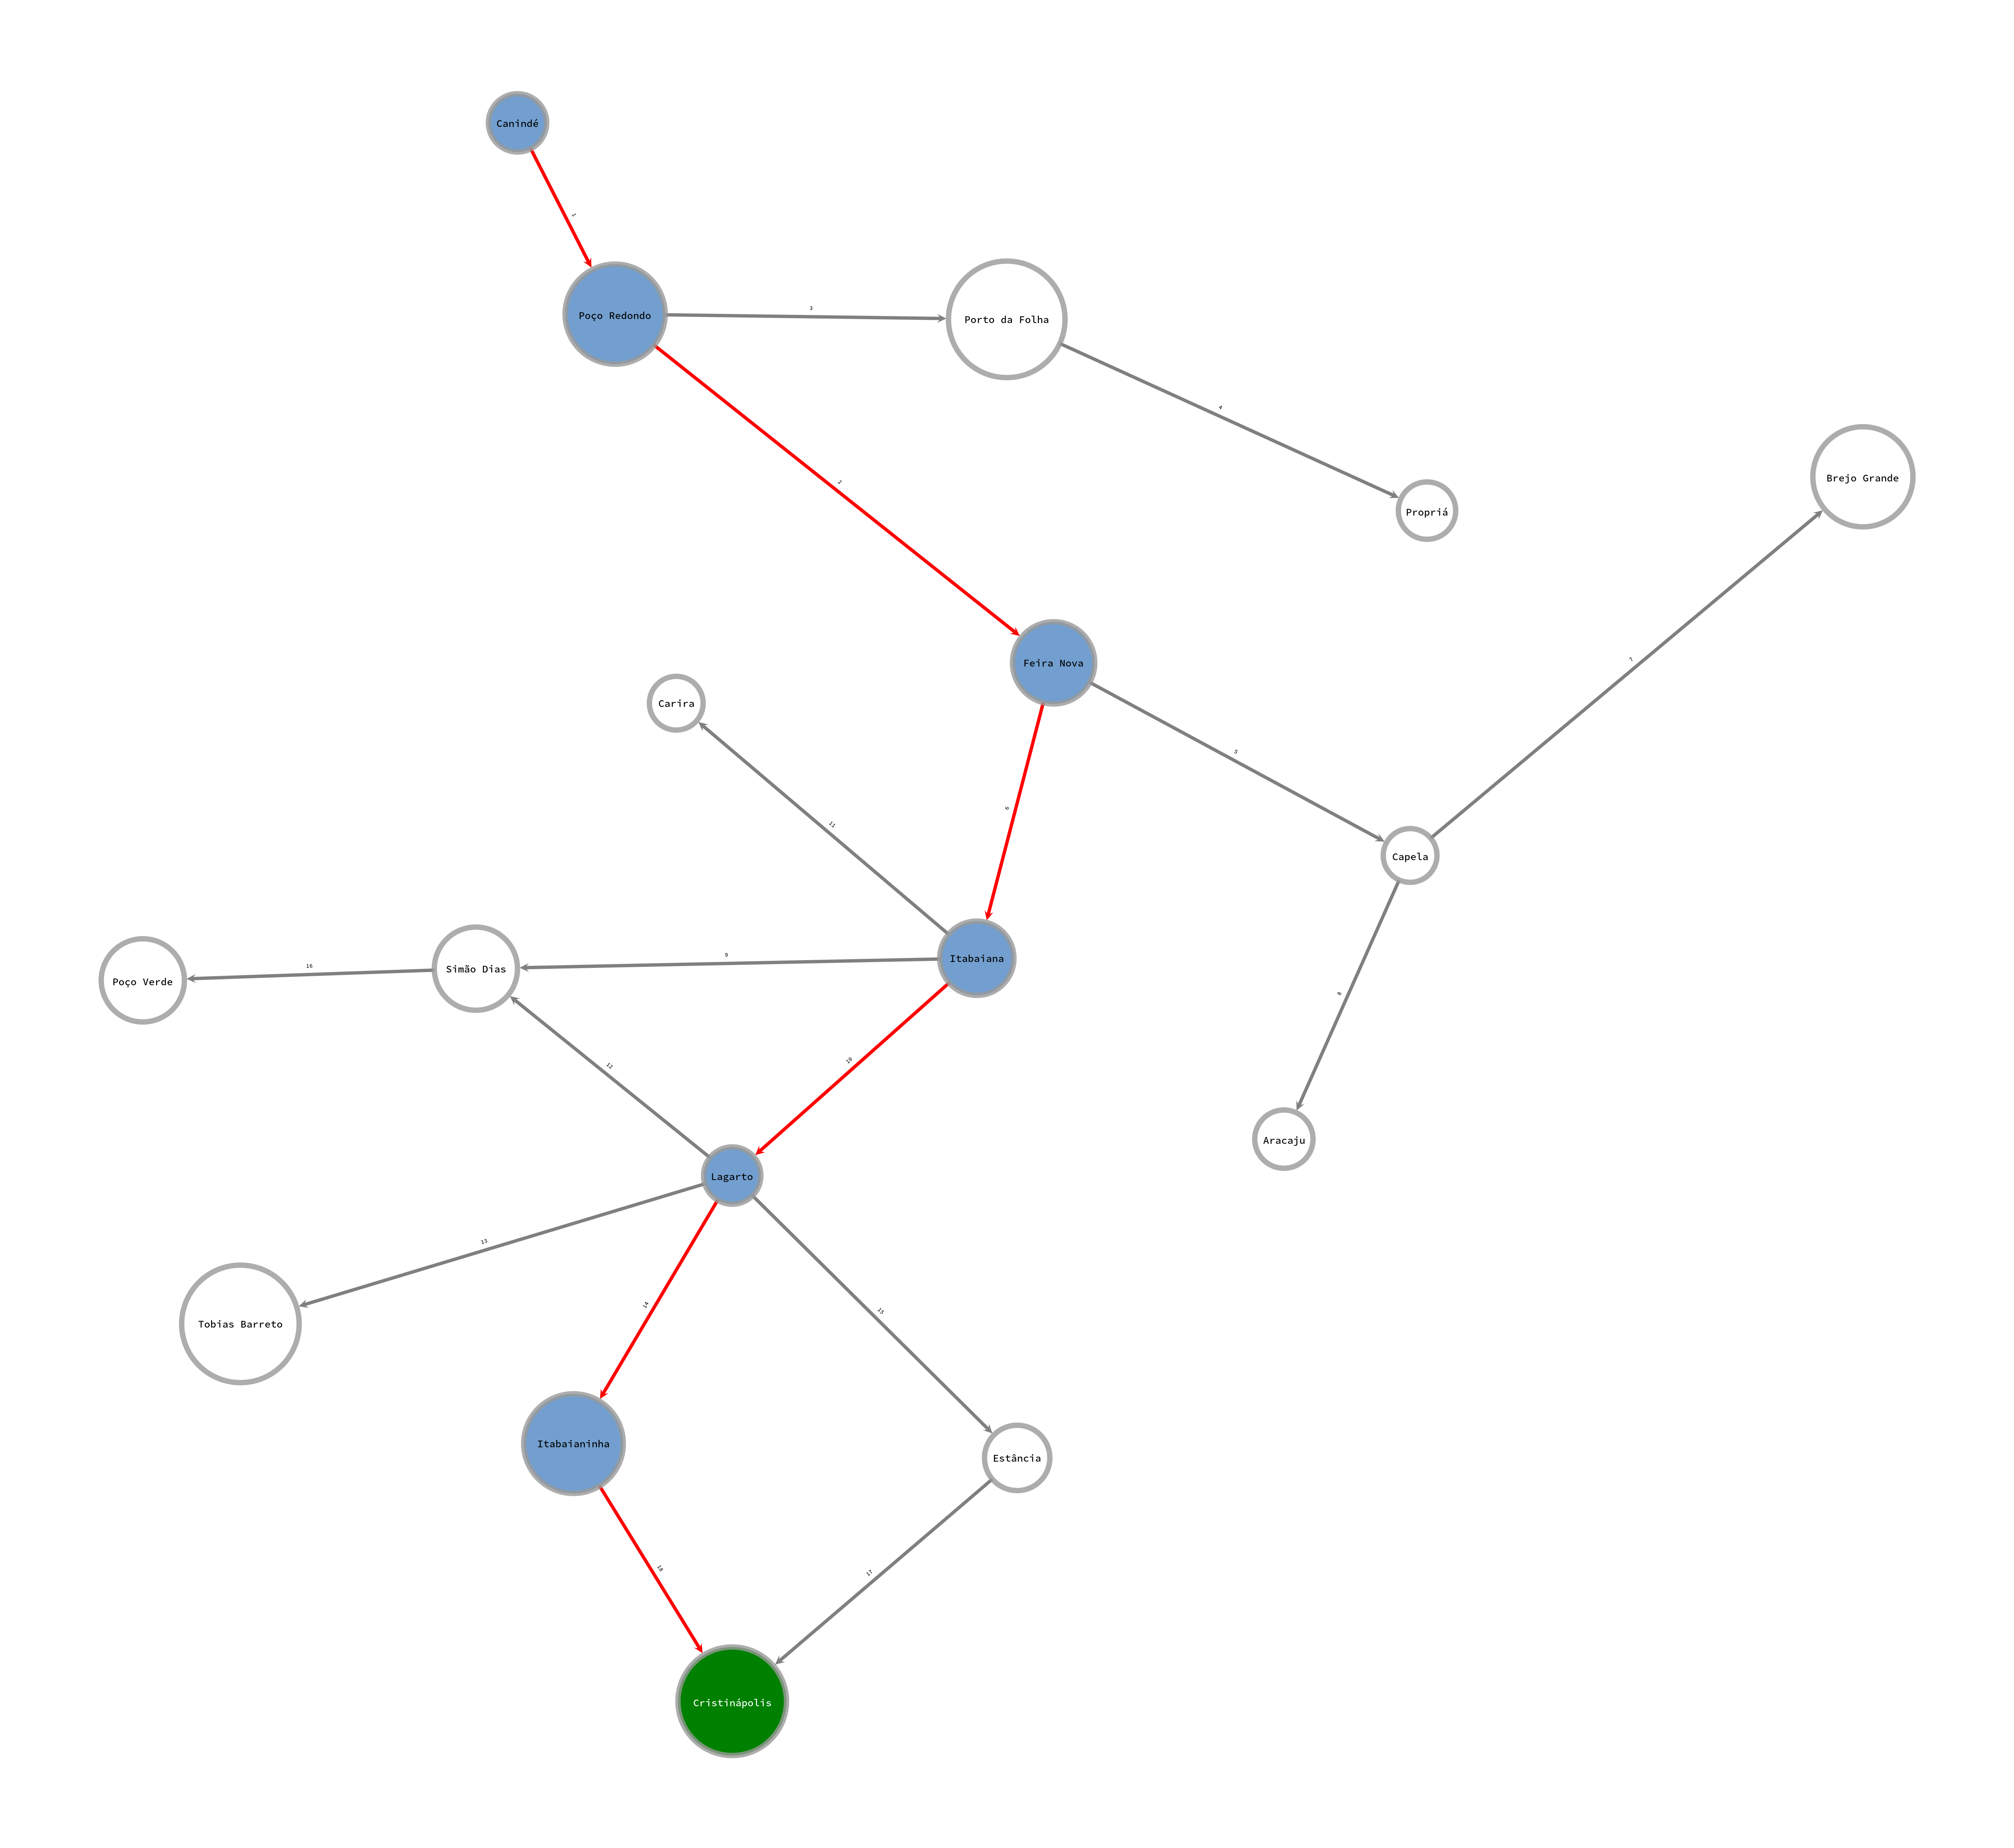 Canindé
1
Poço Redondo
3
Porto da Folha
4
Brejo Grande
2
Propriá
Feira Nova
7
Carira
5
6
11
Capela
9
Itabaiana
16
Simão Dias
Poço Verde
8
10
12
Aracaju
Lagarto
13
14
15
Tobias Barreto
Itabaianinha
Estância
18
17
Cristinápolis